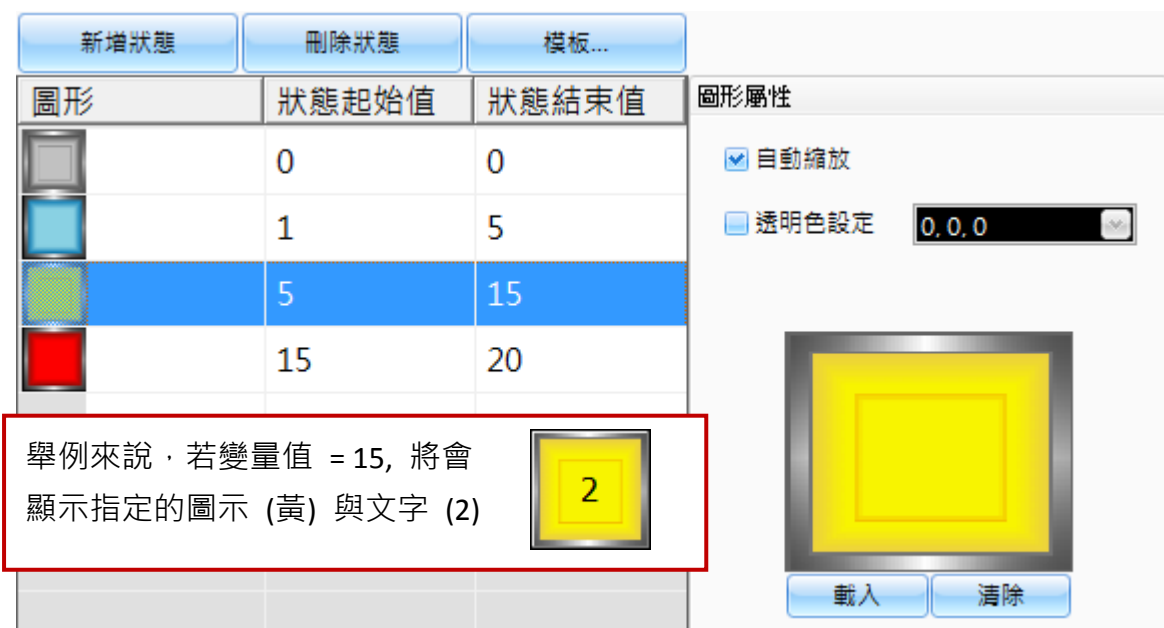 新增狀態 刪除狀態 模板...
圖形 狀態起始值 狀態結束值
0 0
1 5
5 15
15 20
圖形屬性
自動縮放
透明色設定 0, 0, 0
載入 清除
舉例來說，若變量值 = 15, 將會
顯示指定的圖示 (黃) 與文字 (2)
2